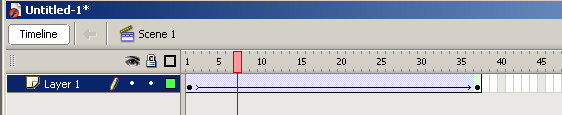 Untitled-1*
Timeline Scene 1
1 5 10 15 20 25 30 35 40 45
Layer 1